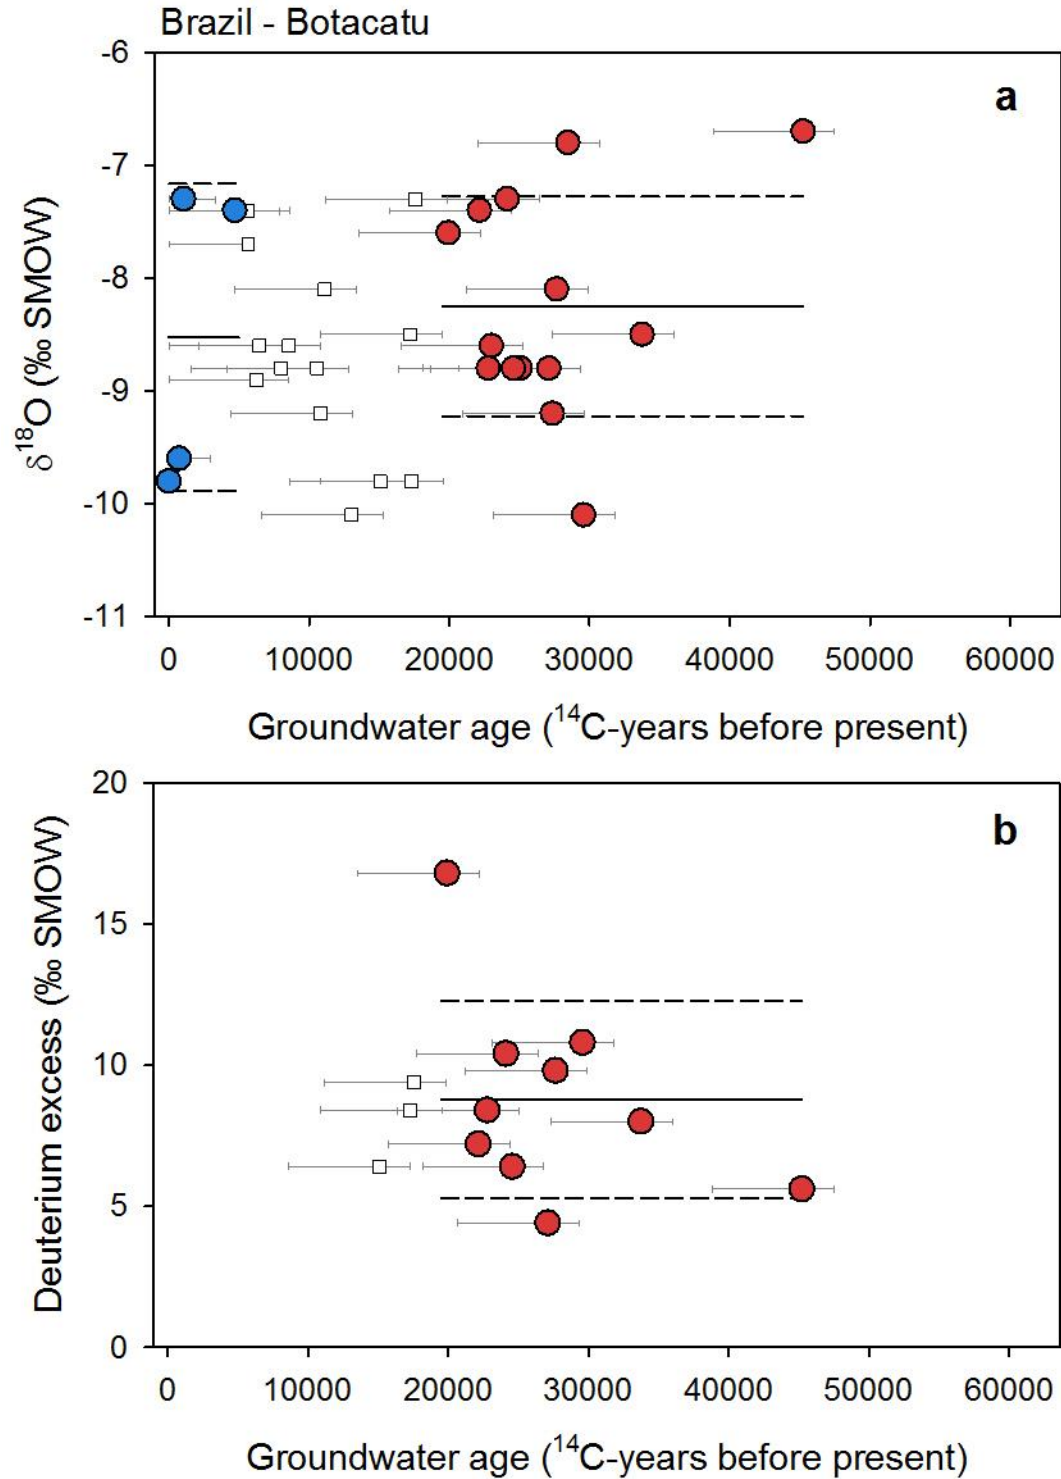 Brazil - Botacatu
a
-6
-7
-8
-9
-10
-11
δ18O (‰ SMOW)
0 10000 20000 30000 40000 50000 60000
Groundwater age (14C-years before present)
b
20
15
10
5
0
Deuterium excess (‰ SMOW)
0 10000 20000 30000 40000 50000 60000
Groundwater age (14C-years before present)